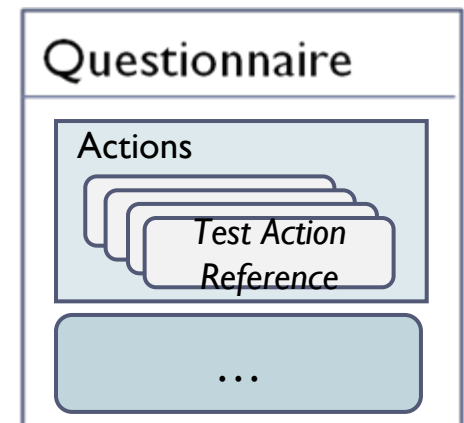 Questionnaire
Actions
Test Action
Reference
…